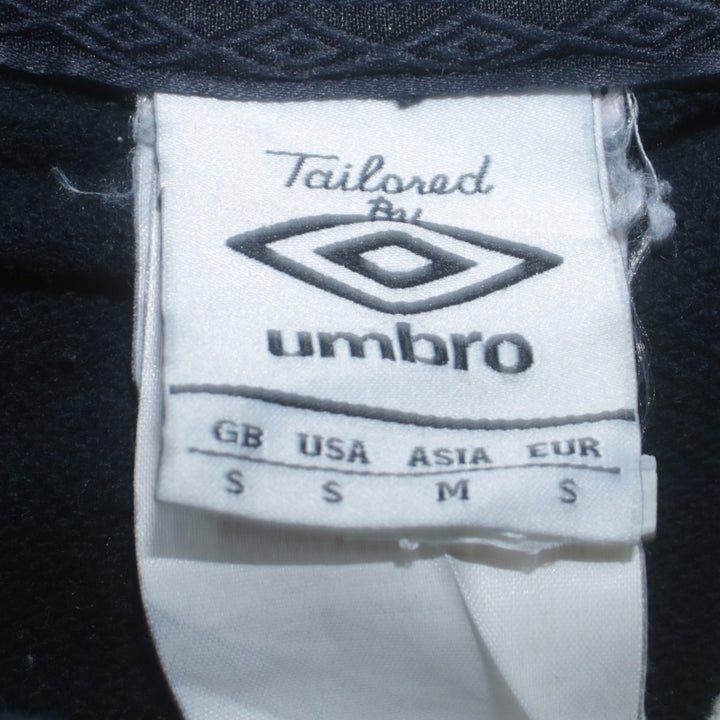 Tailored
By
umbro
GB USA ASIA EUR
S S M S